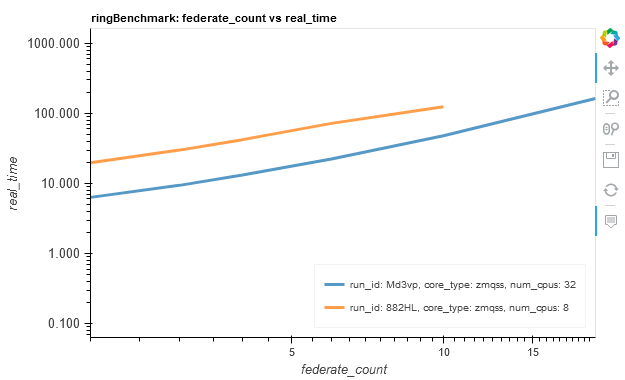 ringBenchmark: federate_count vs real_time
1000.000
100.000
10.000
1.000
0.100
real_time
run_id: Md3vp, core_type: zmqss, num_cpus: 32
run_id: 882HL, core_type: zmqss, num_cpus: 8
5
10
15
federate_count